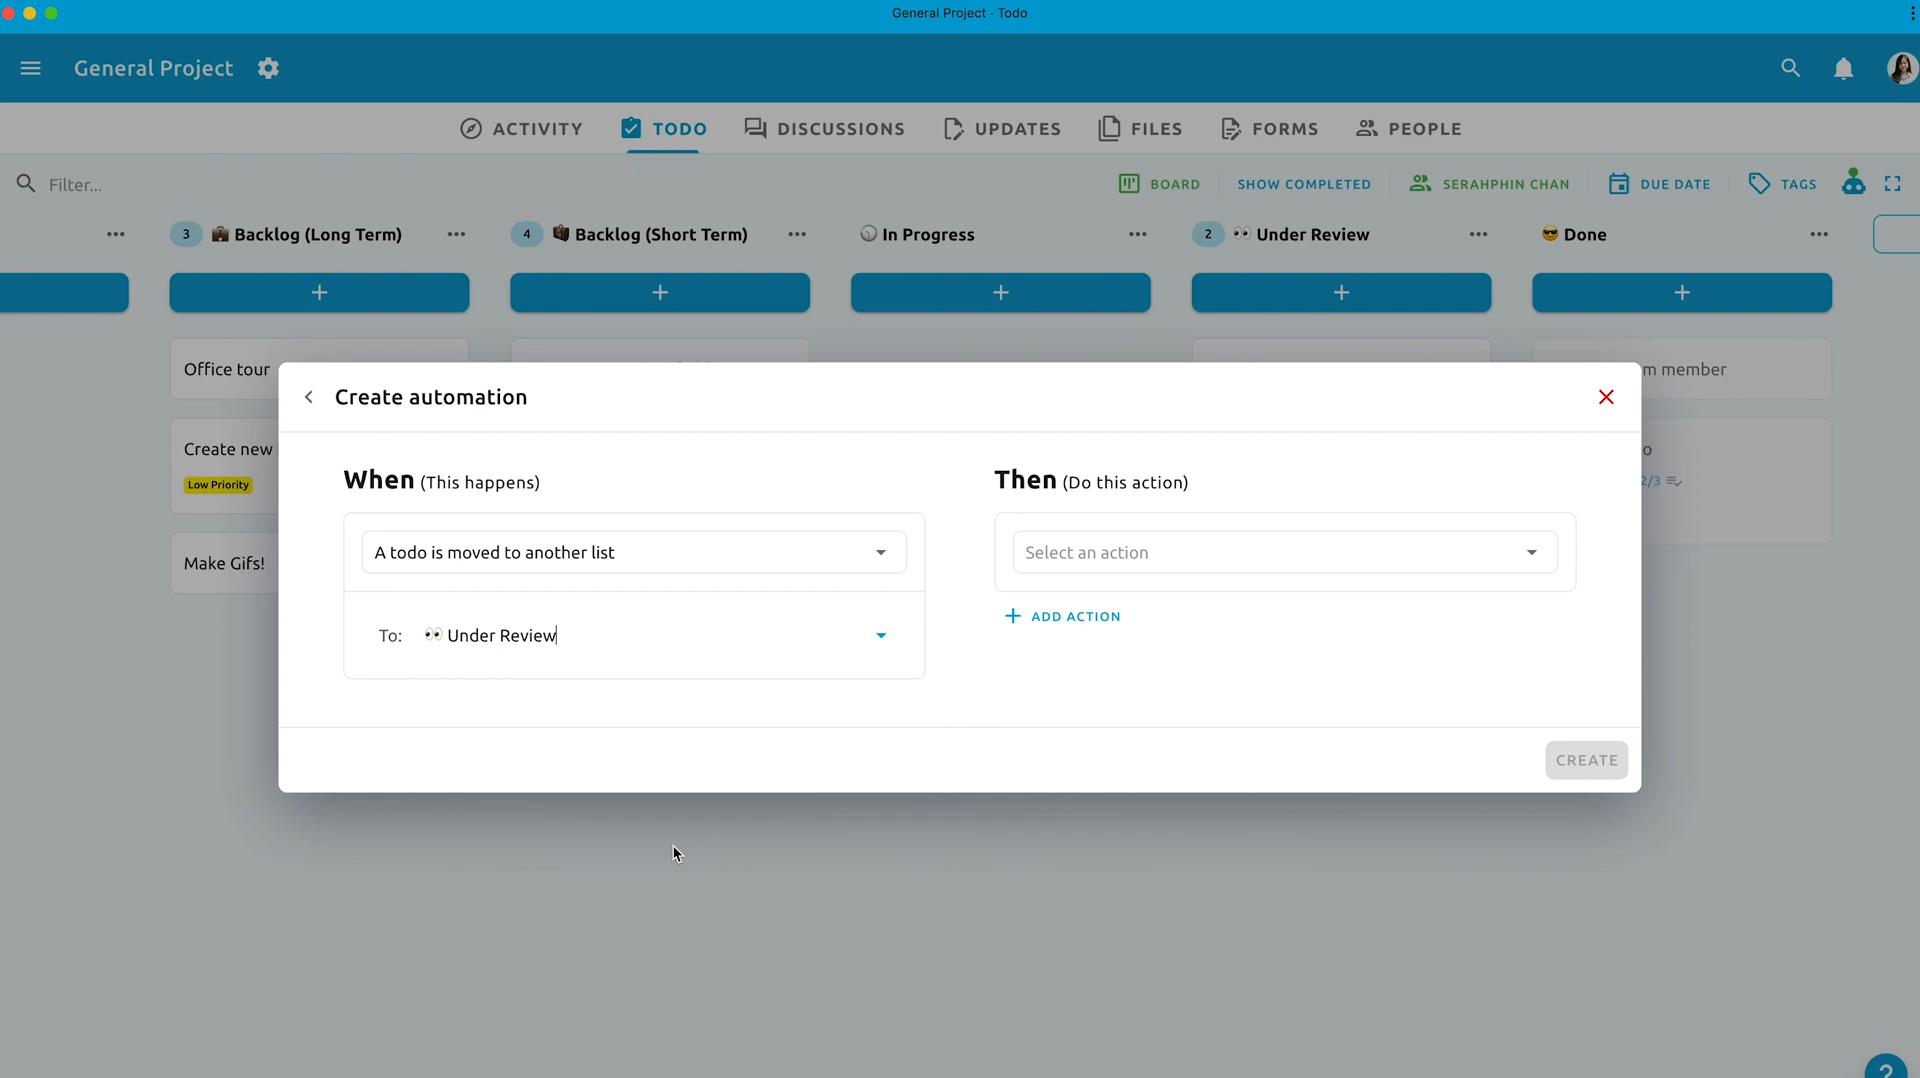 General Project - Todo
General Project
ACTIVITY
TODO
DISCUSSIONS
UPDATES
FILES
FORMS
PEOPLE
Filter...
BOARD
SHOW COMPLETED
SERAHPHIN CHAN
DUE DATE
TAGS
3 💼 Backlog (Long Term)
4 Backlog (Short Term)
In Progress
2 👀 Under Review
😎 Done
Office tour
m member
Create automation
Create new
Low Priority
Make Gifs!
o
2/3
When (This happens)
A todo is moved to another list
To: 👀 Under Review
Then (Do this action)
Select an action
+ ADD ACTION
CREATE
?